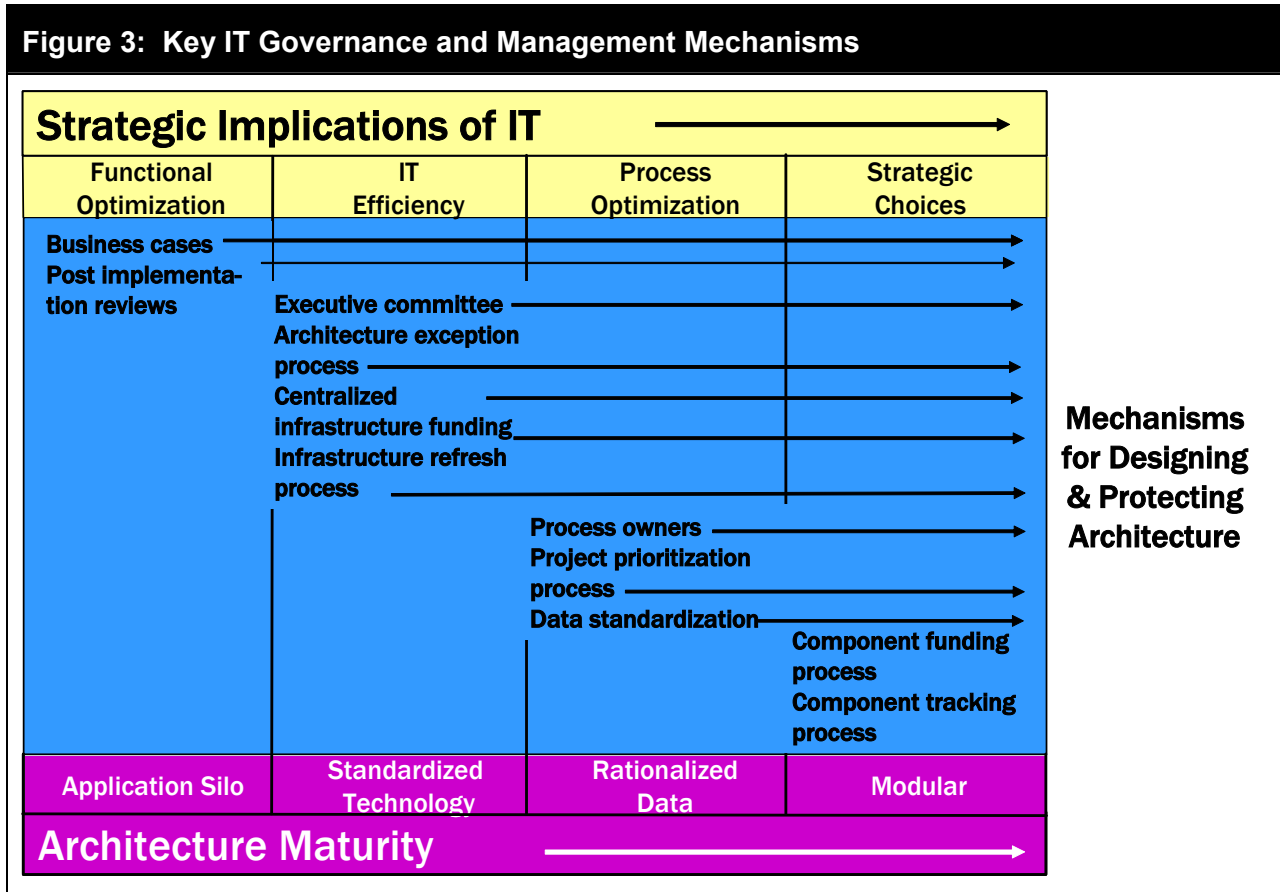 Figure 3:  Key IT Governance and Management Mechanisms
Strategic Implications of IT
Functional
Optimization
IT
Efficiency
Process
Optimization
Strategic
Choices
Business cases
Post implementa-
tion reviews
Executive committee
Architecture exception
process
Centralized
infrastructure funding
Infrastructure refresh
process
Process owners
Project prioritization
process
Data standardization
Component funding
process
Component tracking
process
Mechanisms
for Designing
& Protecting
Architecture
Application Silo
Standardized
Technology
Rationalized
Data
Modular
Architecture Maturity